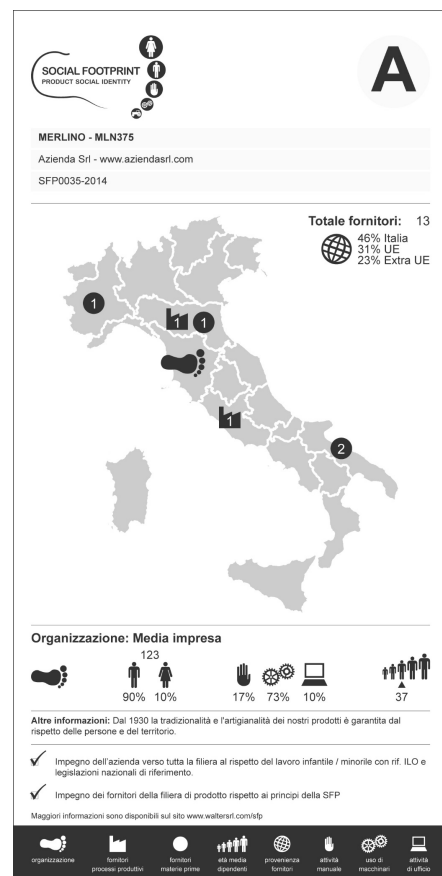 SOCIAL FOOTPRINT
PRODUCT SOCIAL IDENTITY
A
MERLINO - MLN375
Azienda Srl - www.aziendasrl.com
SFP0035-2014
Totale fornitori: 13
46% Italia
31% UE
23% Extra UE
1
1
1
1
2
Organizzazione: Media impresa
123
90% 10% 17% 73% 10% 37
Altre informazioni: Dal 1930 la tradizionalità e l'artigianalità dei nostri prodotti è garantita dal
rispetto delle persone e del territorio.
Impegno dell'azienda verso tutta la filiera al rispetto del lavoro infantile / minorile con rif. ILO e
legislazioni nazionali di riferimento.
Impegno dei fornitori della filiera di prodotto rispetto ai principi della SFP
Maggiori informazioni sono disponibili sul sito www.waltersrl.com/sfp
organizzazione fornitori fornitori età media provenienza attività uso di attività
processi produttivi materie prime dipendenti fornitori manuale macchinari di ufficio